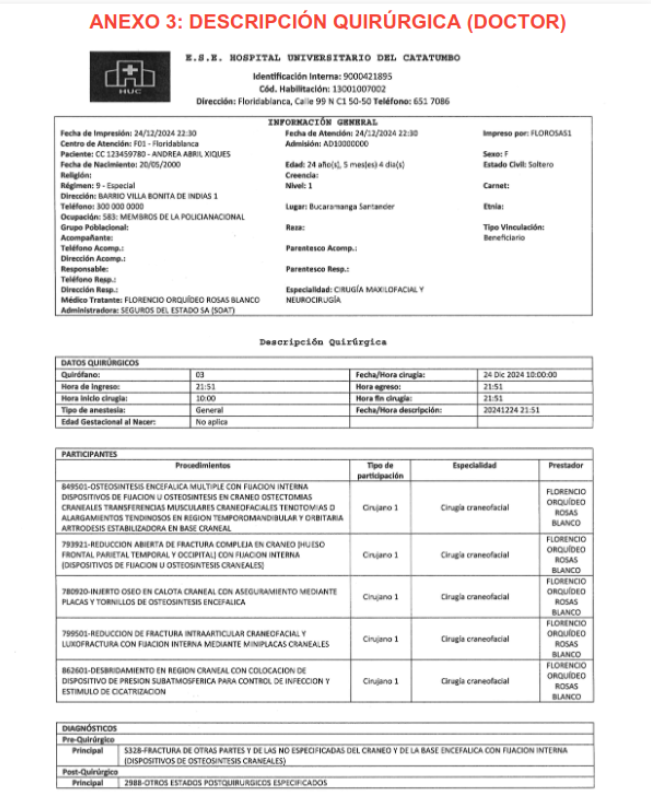 ANEXO 3: DESCRIPCIÓN QUIRÚRGICA (DOCTOR)
HUC
E.S.E. HOSPITAL UNIVERSITARIO DEL CATATUMBO
Identificación Interna: 9000421895
Cód. Habilitación: 13001007002
Dirección: Floridablanca, Calle 99 N C1 50-50 Teléfono: 651 7086
INFORMACIÓN GENERAL
Fecha de Impresión: 24/12/2024 22:30 Fecha de Atención: 24/12/2024 22:30 Impreso por: FLOROSAS1
Centro de Atención: F01 - Floridablanca Admisión: AD10000000
Paciente: CC 123459780 - ANDREA ABRIL XIQUES Sexo: F
Fecha de Nacimiento: 20/05/2000 Edad: 24 año(s), 5 mes(es) 4 dia(s) Estado Civil: Soltero
Religión: Creencia:
Régimen: 9 - Especial Nivel: 1 Carnet:
Dirección: BARRIO VILLA BONITA DE INDIAS 1
Teléfono: 300 000 0000 Lugar: Bucaramanga Santander Etnia:
Ocupación: 583: MIEMBROS DE LA POLICIANACIONAL
Grupo Poblacional: Raza: Tipo Vinculación:
Acompañante: Beneficiario
Teléfono Acomp.: Parentesco Acomp.:
Dirección Acomp.:
Responsable: Parentesco Resp.:
Teléfono Resp.:
Dirección Resp.: Especialidad: CIRUGÍA MAXILOFACIAL Y
Médico Tratante: FLORENCIO ORQUÍDEO ROSAS BLANCO NEUROCIRUGÍA
Administradora: SEGUROS DEL ESTADO SA (SOAT)
Descripción Quirúrgica
DATOS QUIRÚRGICOS
Quirófano: 03 Fecha/Hora cirugía: 24 Dic 2024 10:00:00
Hora de Ingreso: 21:51 Hora egreso: 21:51
Hora inicio cirugía: 10:00 Hora fin cirugía: 21:51
Tipo de anestesia: General Fecha/Hora descripción: 20241224 21:51
Edad Gestacional al Nacer: No aplica
PARTICIPANTES
Procedimientos Tipo de participación Especialidad Prestador
849501-OSTEOSINTESIS ENCEFALICA MULTIPLE CON FIJACION INTERNA
DISPOSITIVOS DE FIJACION U OSTEOSINTESIS EN CRANEO OSTECTOMIAS
CRANEALES TRANSFERENCIAS MUSCULARES CRANEOFACIALES TENOTOMIAS O
ALARGAMIENTOS TENDINOSOS EN REGION TEMPOROMANDIBULAR Y ORBITARIA
ARTRODESIS ESTABILIZADORA EN BASE CRANEAL
Cirujano 1 Cirugía craneofacial FLORENCIO ORQUÍDEO ROSAS BLANCO
793921-REDUCCION ABIERTA DE FRACTURA COMPLEJA EN CRANEO (HUESO
FRONTAL PARIETAL TEMPORAL Y OCCIPITAL) CON FIJACION INTERNA
(DISPOSITIVOS DE FIJACION U OSTEOSINTESIS CRANEALES)
Cirujano 1 Cirugía craneofacial FLORENCIO ORQUÍDEO ROSAS BLANCO
780920-INJERTO OSEO EN CALOTA CRANEAL CON ASEGURAMIENTO MEDIANTE
PLACAS Y TORNILLOS DE OSTEOSINTESIS ENCEFALICA
Cirujano 1 Cirugía craneofacial FLORENCIO ORQUÍDEO ROSAS BLANCO
799501-REDUCCION DE FRACTURA INTRAARTICULAR CRANEOFACIAL Y
LUXOFRACTURA CON FIJACION INTERNA MEDIANTE MINIPLACAS CRANEALES
Cirujano 1 Cirugía craneofacial FLORENCIO ORQUÍDEO ROSAS BLANCO
862601-DESBRIDAMIENTO EN REGION CRANEAL CON COLOCACION DE
DISPOSITIVO DE PRESION SUBATMOSFERICA PARA CONTROL DE INFECCION Y
ESTIMULO DE CICATRIZACION
Cirujano 1 Cirugía craneofacial FLORENCIO ORQUÍDEO ROSAS BLANCO
DIAGNÓSTICOS
Pre-Quirúrgico
Principal S328-FRACTURA DE OTRAS PARTES Y DE LAS NO ESPECIFICADAS DEL CRANEO Y DE LA BASE ENCEFALICA CON FIJACION INTERNA
(DISPOSITIVOS DE OSTEOSINTESIS CRANEALES)
Post-Quirúrgico
Principal Z988-OTROS ESTADOS POSTQUIRURGICOS ESPECIFICADOS